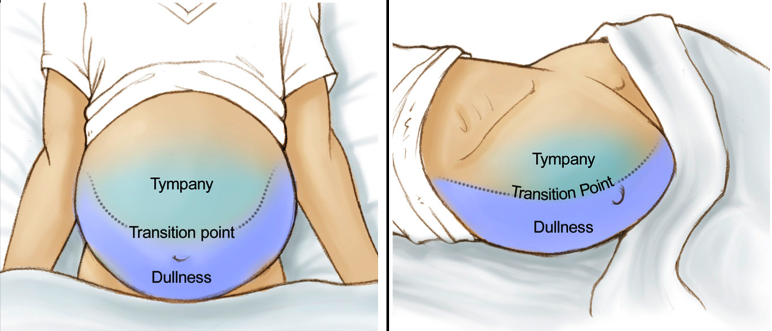 Tympany
Transition point
Dullness
Tympany
Transition Point
Dullness